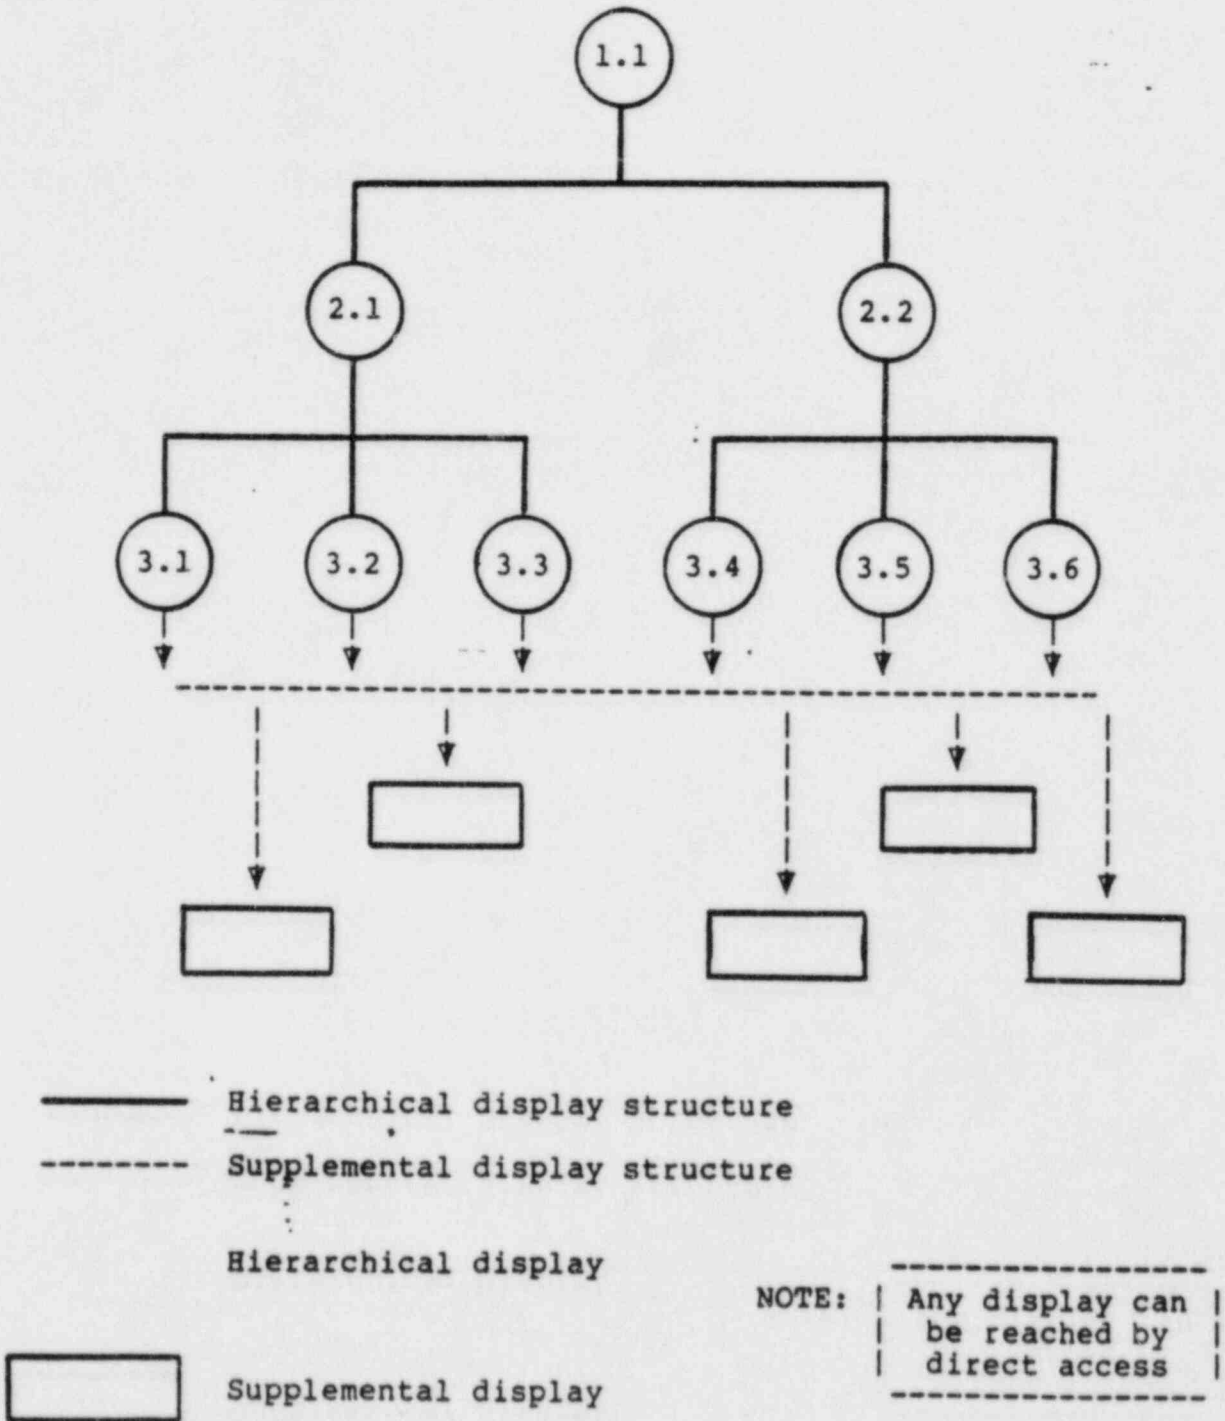 1.1
2.1
2.2
3.1
3.2
3.3
3.4
3.5
3.6
Hierarchical display structure
Supplemental display structure
Hierarchical display
Supplemental display
NOTE:
Any display can
be reached by
direct access